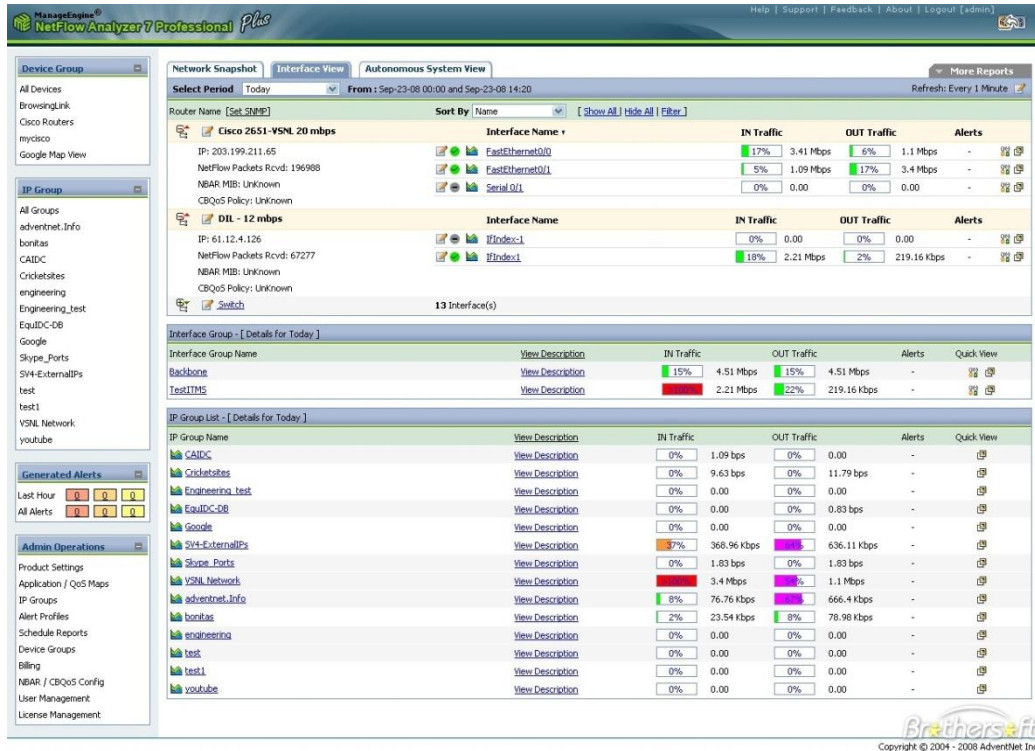 Help | Support | Feedback | About | Logout [admin]
ManageEngine®
NetFlow Analyzer 7 Professional Plus
Device Group
All Devices
BrowsingLink
Cisco Routers
mycisco
Google Map View
IP Group
All Groups
adventnet.Info
bonitas
CAIDC
Cricketsites
engineering
Engineering_test
EquIDC-DB
Google
Skype_Ports
SV4-ExternalIPs
test
test1
VSNL Network
youtube
Generated Alerts
Last Hour 0 0 0
All Alerts 0 0 0
Admin Operations
Product Settings
Application / QoS Maps
IP Groups
Alert Profiles
Schedule Reports
Device Groups
Billing
NBAR / CBQoS Config
User Management
License Management
Network Snapshot Interface View Autonomous System View More Reports
Select Period Today From : Sep-23-08 00:00 and Sep-23-08 14:20 Refresh: Every 1 Minute
Router Name [Set SNMP] Sort By Name [ Show All | Hide All | Filter ]
Cisco 2651-VSNL 20 mbps Interface Name IN Traffic OUT Traffic Alerts
IP: 203.199.211.65 FastEthernet0/0 17% 3.41 Mbps 6% 1.1 Mbps -
NetFlow Packets Rcvd: 196988 FastEthernet0/1 5% 1.09 Mbps 17% 3.4 Mbps -
NBAR MIB: UnKnown Serial 0/1 0% 0.00 0% 0.00 -
CBQoS Policy: UnKnown
DIL - 12 mbps Interface Name IN Traffic OUT Traffic Alerts
IP: 61.12.4.126 IfIndex-1 0% 0.00 0% 0.00 -
NetFlow Packets Rcvd: 67277 IfIndex1 18% 2.21 Mbps 2% 219.16 Kbps -
NBAR MIB: UnKnown
CBQoS Policy: UnKnown
Switch 13 Interface(s)
Interface Group - [ Details for Today ]
Interface Group Name View Description IN Traffic OUT Traffic Alerts Quick View
Backbone View Description 15% 4.51 Mbps 15% 4.51 Mbps -
TestITMS View Description >100% 2.21 Mbps 22% 219.16 Kbps -
IP Group List - [ Details for Today ]
IP Group Name View Description IN Traffic OUT Traffic Alerts Quick View
CAIDC View Description 0% 1.09 bps 0% 0.00 -
Cricketsites View Description 0% 9.63 bps 0% 11.79 bps -
Engineering_test View Description 0% 0.00 0% 0.00 -
EquIDC-DB View Description 0% 0.00 0% 0.83 bps -
Google View Description 0% 0.00 0% 0.00 -
SV4-ExternalIPs View Description 37% 368.96 Kbps 64% 636.11 Kbps -
Skype_Ports View Description 0% 1.83 bps 0% 1.83 bps -
VSNL Network View Description >100% 3.4 Mbps 54% 1.1 Mbps -
adventnet.Info View Description 8% 76.76 Kbps 67% 666.4 Kbps -
bonitas View Description 2% 23.54 Kbps 8% 78.98 Kbps -
engineering View Description 0% 0.00 0% 0.00 -
test View Description 0% 0.00 0% 0.00 -
test1 View Description 0% 0.00 0% 0.00 -
youtube View Description 0% 0.00 0% 0.00 -
Brothersoft
Copyright © 2004 - 2008 AdventNet In